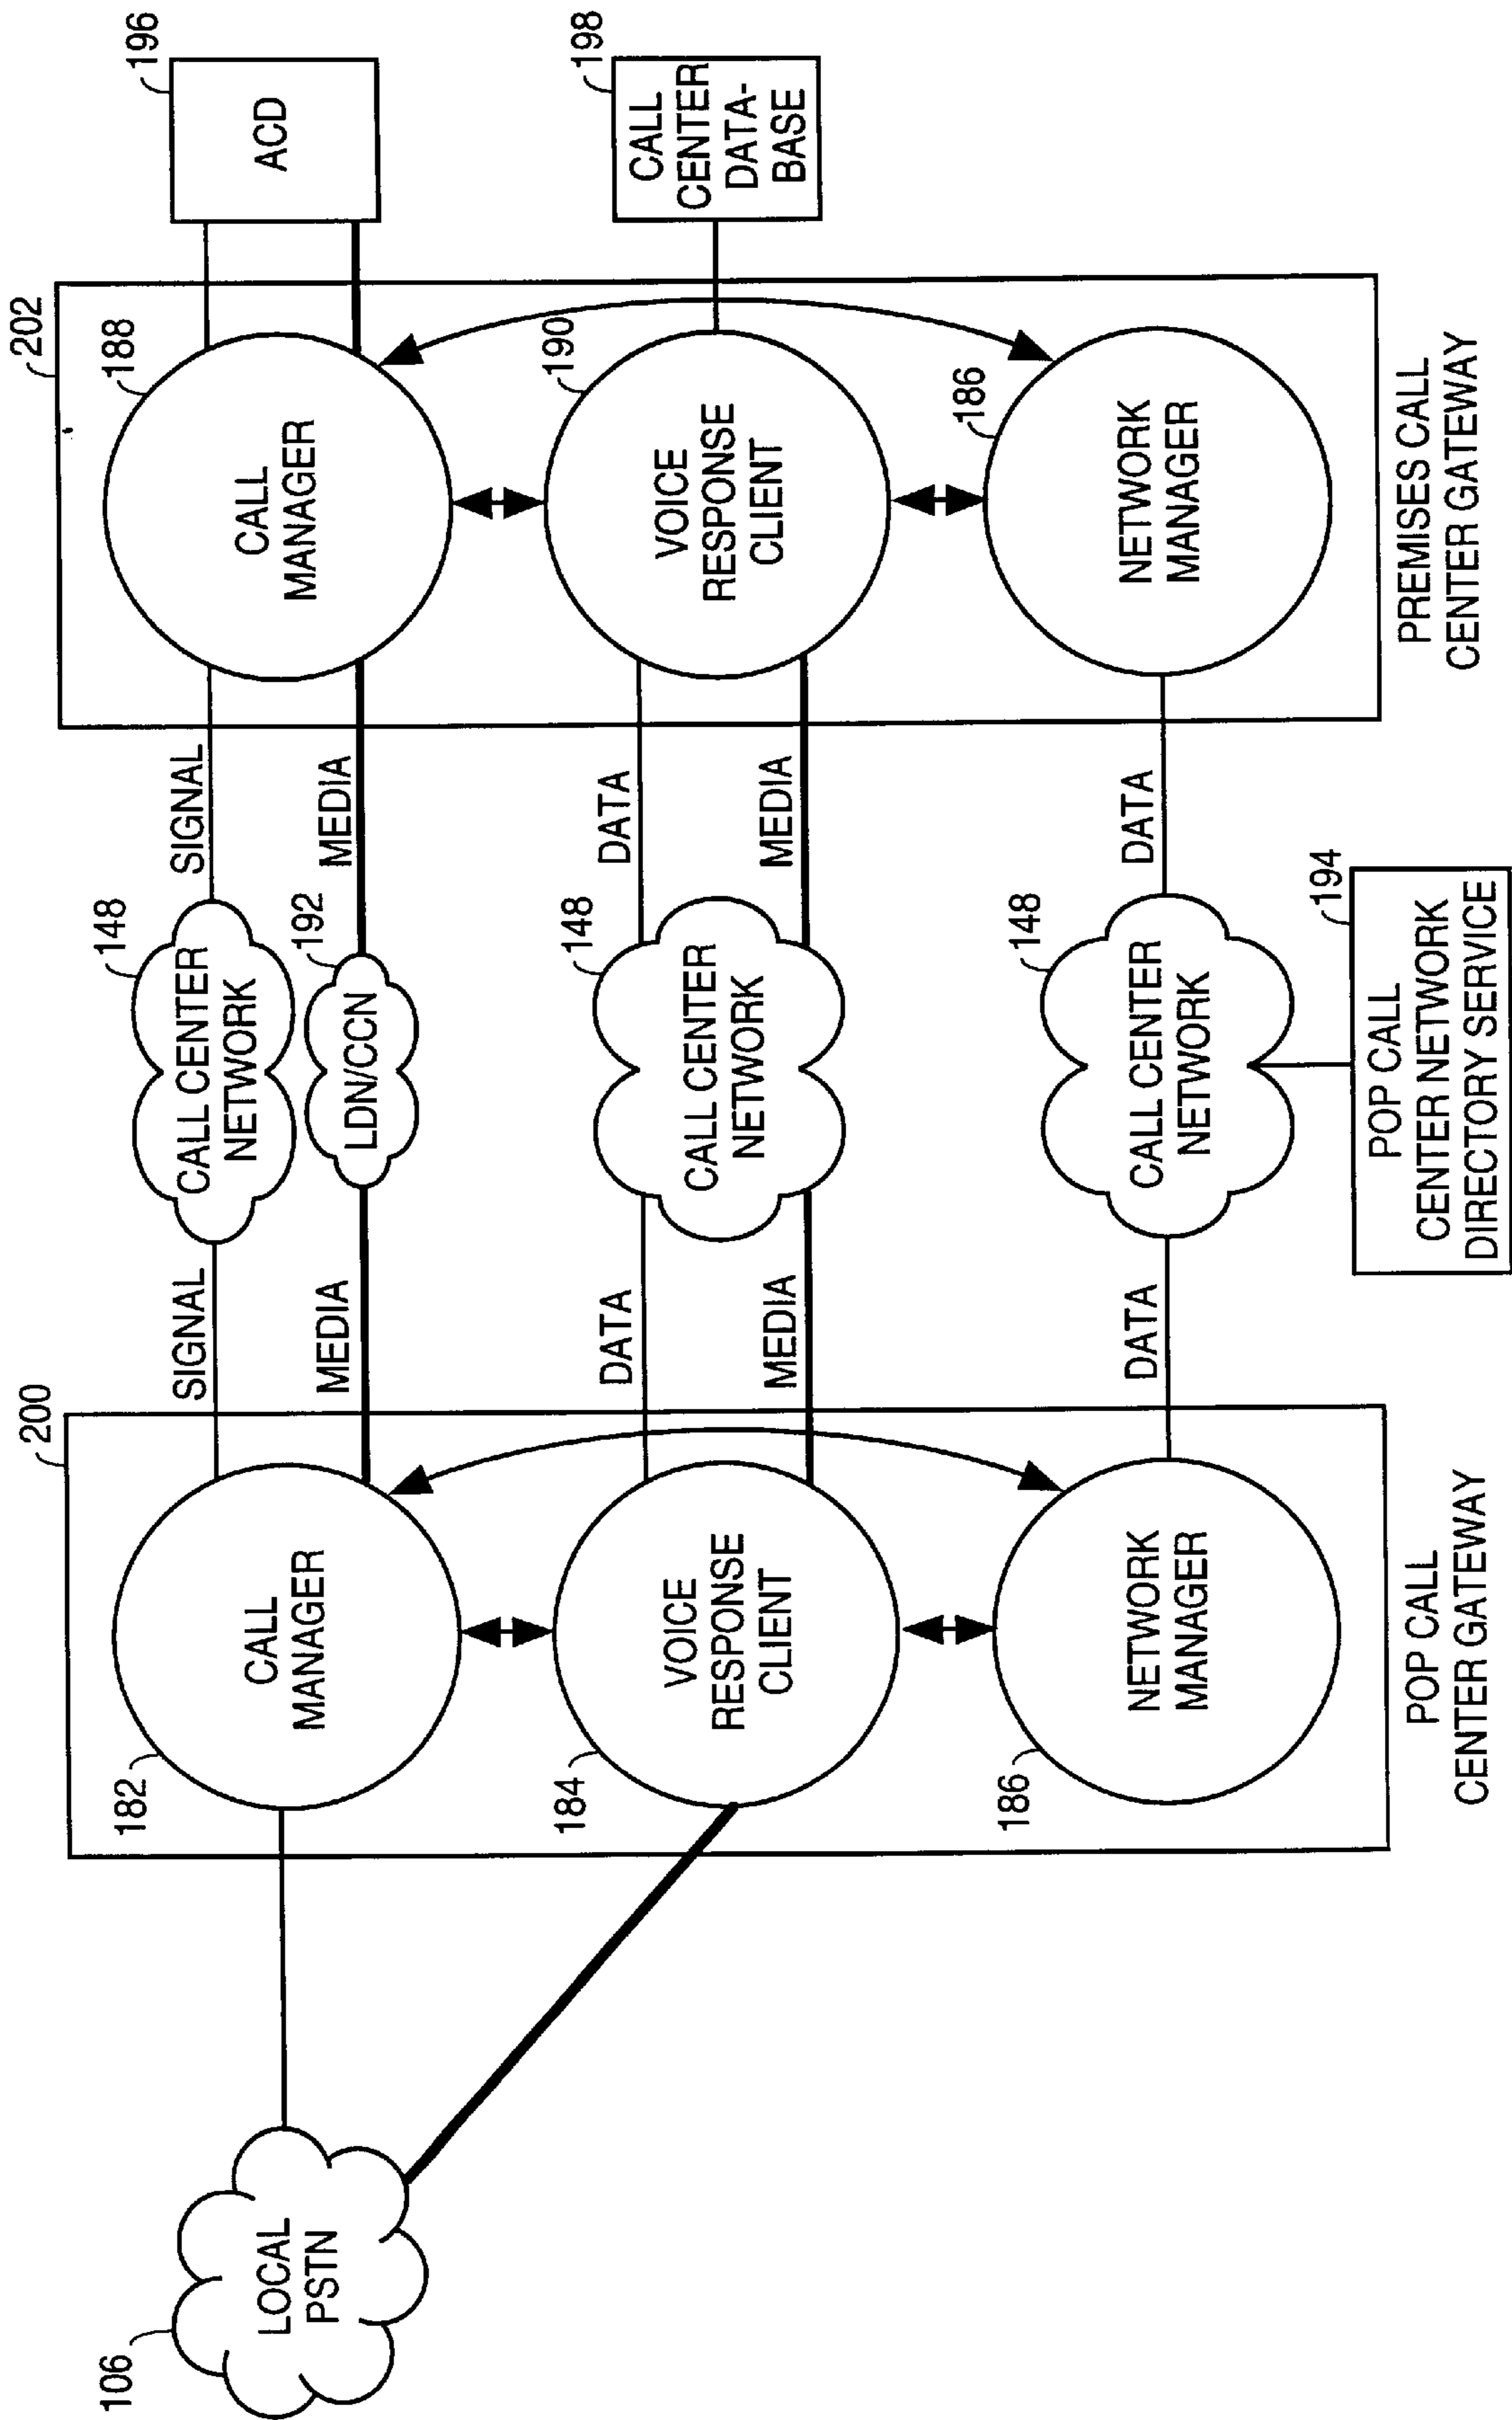 106
LOCAL
PSTN
200
182
CALL
MANAGER
184
VOICE
RESPONSE
CLIENT
186
NETWORK
MANAGER
POP CALL
CENTER GATEWAY
SIGNAL
MEDIA
DATA
MEDIA
DATA
148
CALL CENTER
NETWORK
192
LDN/CCN
148
CALL CENTER
NETWORK
148
CALL CENTER
NETWORK
194
POP CALL
CENTER NETWORK
DIRECTORY SERVICE
SIGNAL
MEDIA
DATA
MEDIA
DATA
202
188
CALL
MANAGER
190
VOICE
RESPONSE
CLIENT
186
NETWORK
MANAGER
PREMISES CALL
CENTER GATEWAY
196
ACD
198
CALL
CENTER
DATA-
BASE